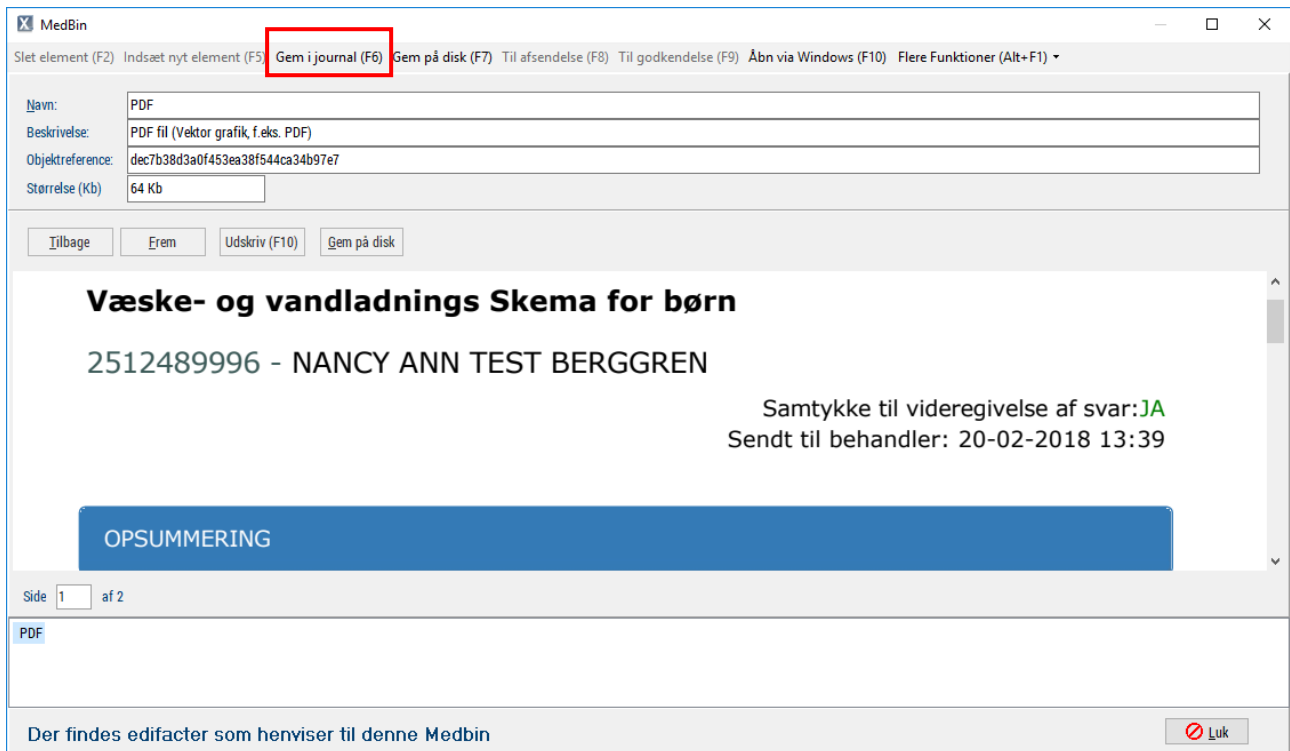 MedBin
Slet element (F2) Indsæt nyt element (F5) Gem i journal (F6) Gem på disk (F7) Til afsendelse (F8) Til godkendelse (F9) Åbn via Windows (F10) Flere Funktioner (Alt+F1)
Navn: PDF
Beskrivelse: PDF fil (Vektor grafik, f.eks. PDF)
Objektreference: dec7b38d3a0f453ea38f544ca34b97e7
Størrelse (Kb) 64 Kb
Tilbage Frem Udskriv (F10) Gem på disk
Væske- og vandladnings Skema for børn
2512489996 - NANCY ANN TEST BERGGREN
Samtykke til videregivelse af svar:JA
Sendt til behandler: 20-02-2018 13:39
OPSUMMERING
Side 1 af 2
PDF
Der findes edifacter som henviser til denne Medbin Luk